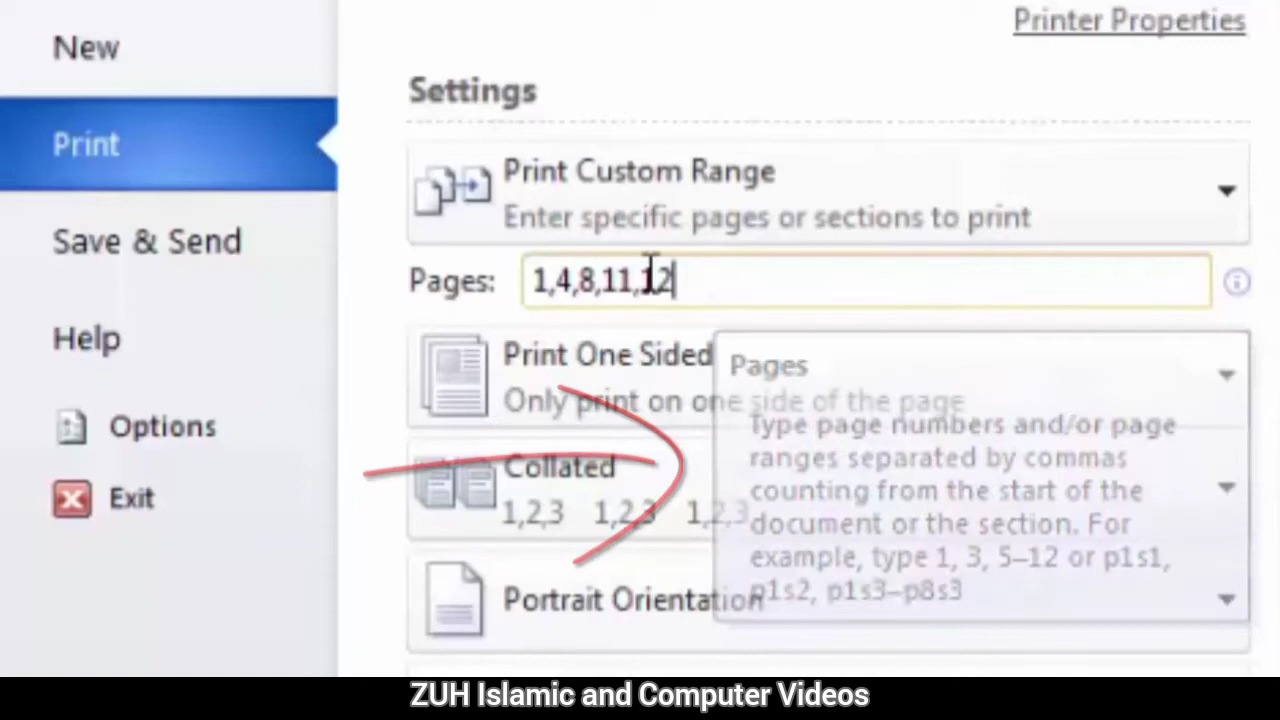 Printer Properties
New
Print
Save & Send
Help
Options
Exit
Settings
Print Custom Range
Enter specific pages or sections to print
Pages: 1,4,8,11,12
Print One Sided
Only print on one side of the page
Collated
1,2,3 1,2,3 1,2,3
Portrait Orientation
Pages
Type page numbers and/or page
ranges separated by commas
counting from the start of the
document or the section. For
example, type 1, 3, 5–12 or p1s1,
p1s2, p1s3–p8s3
ZUH Islamic and Computer Videos